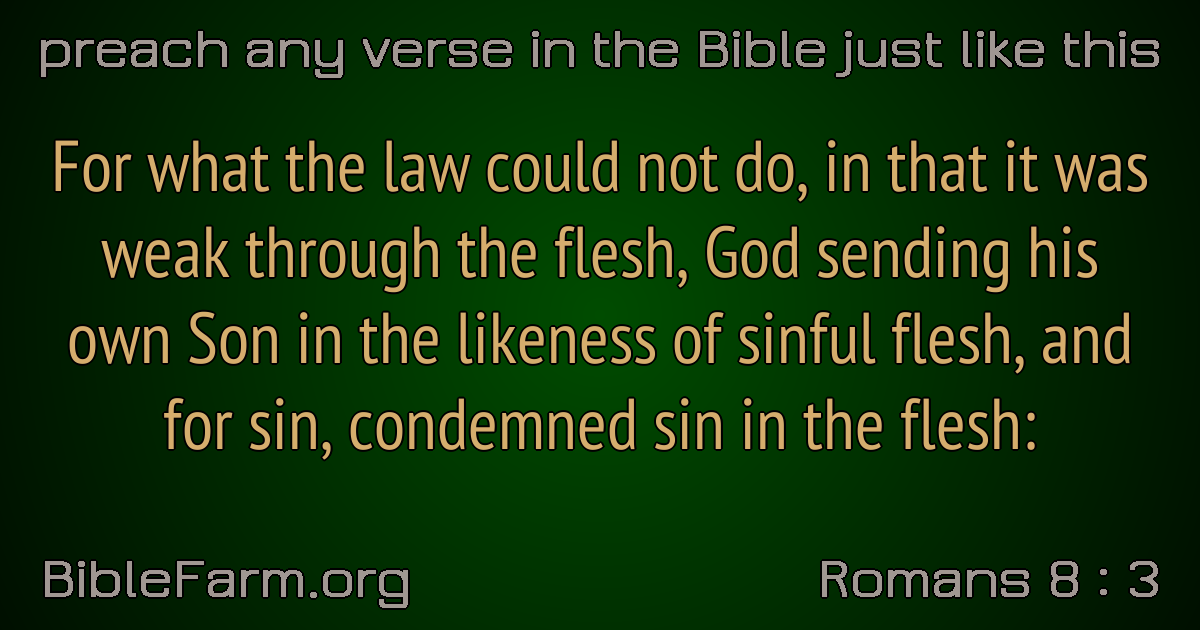 preach any verse in the Bible just like this
For what the law could not do, in that it was
weak through the flesh, God sending his
own Son in the likeness of sinful flesh, and
for sin, condemned sin in the flesh:
BibleFarm.org
Romans 8 : 3